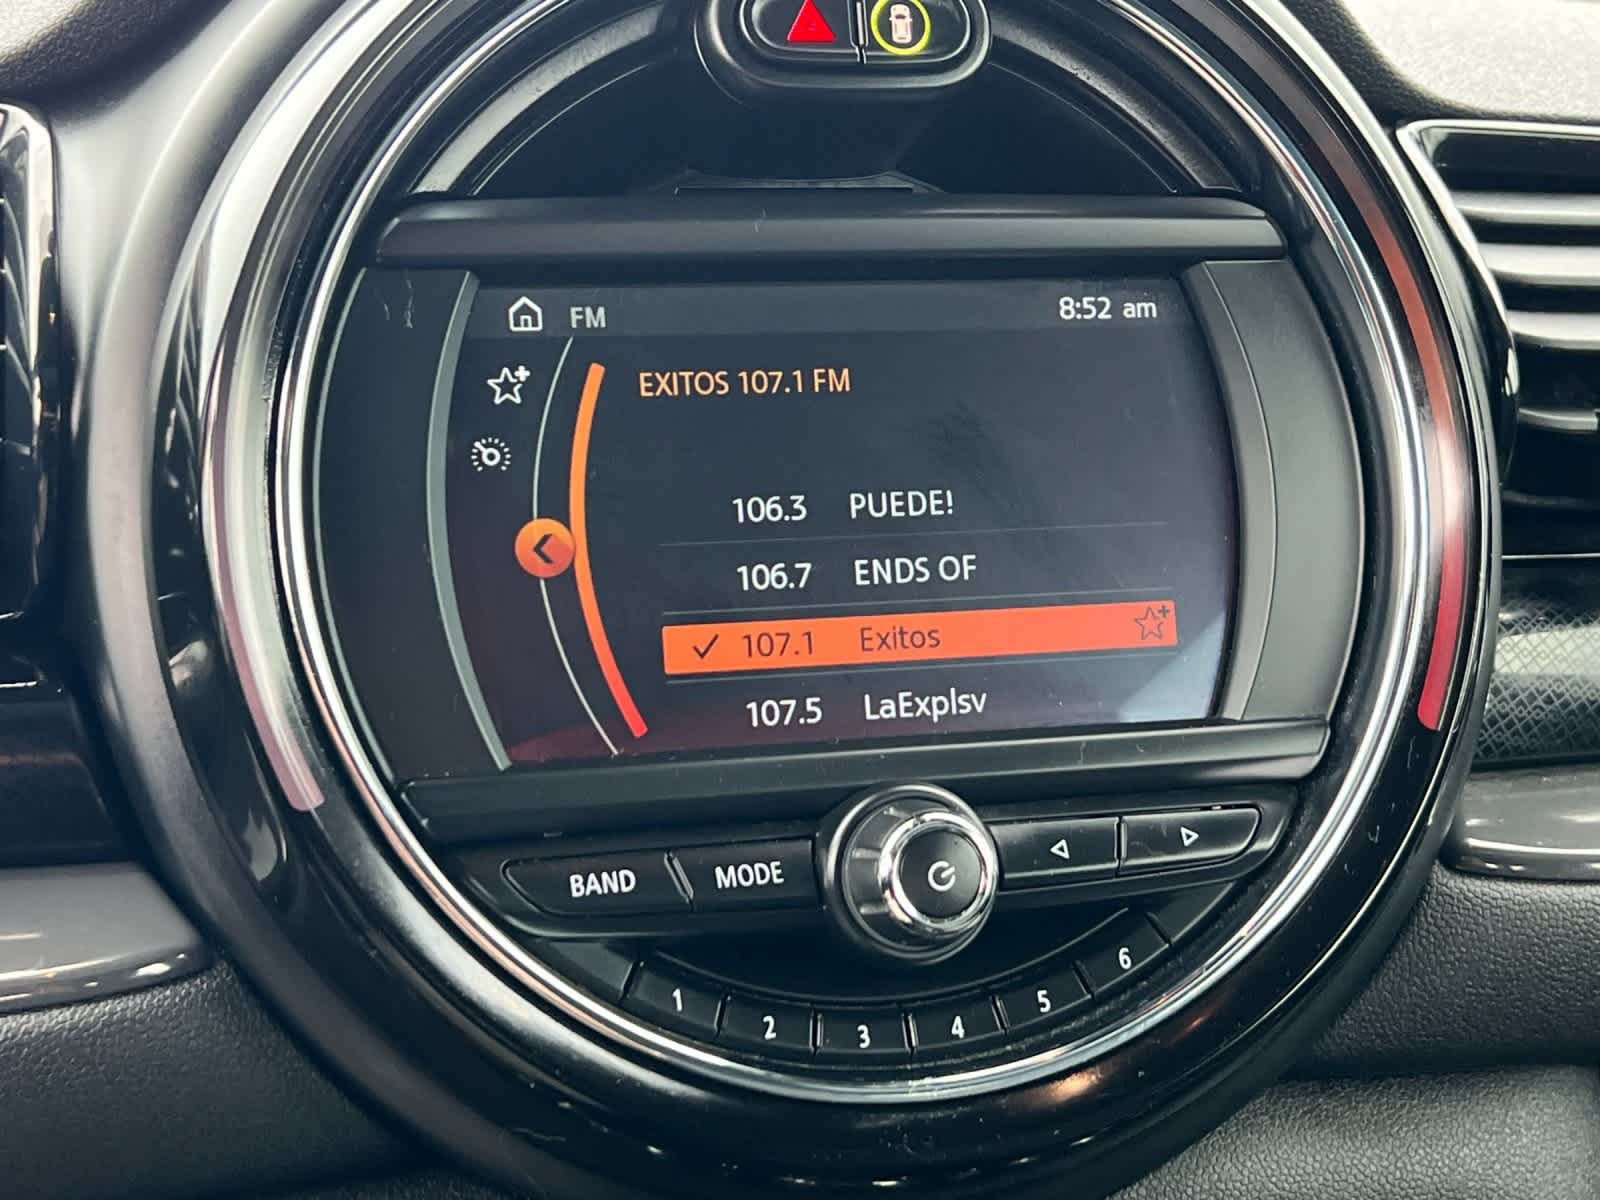 FM 8:52 am
EXITOS 107.1 FM
106.3 PUEDE!
106.7 ENDS OF
107.1 Exitos
107.5 LaExplsv
BAND MODE
1 2 3 4 5 6